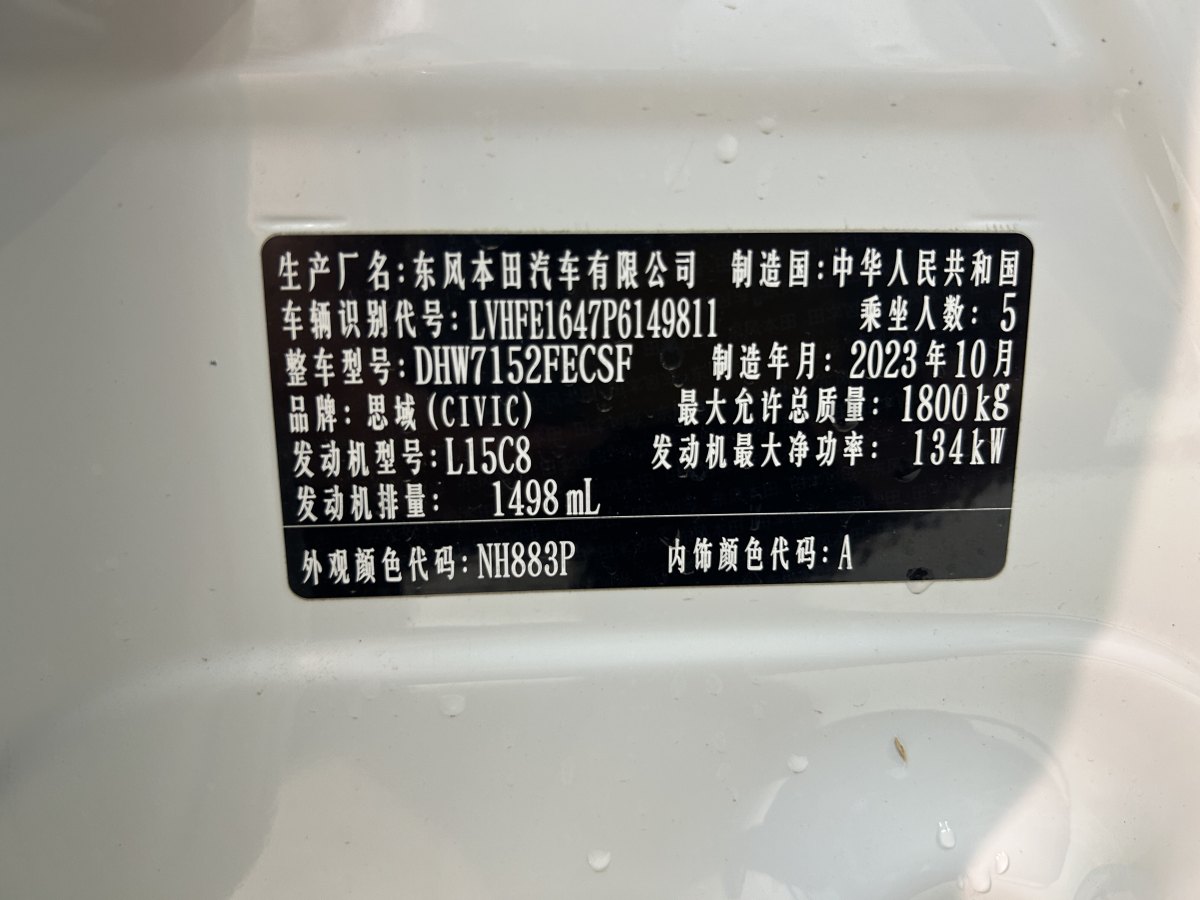 生产厂名:东风本田汽车有限公司 制造国:中华人民共和国
车辆识别代号:LVHFE1647P6149811 乘坐人数: 5
整车型号:DHW7152FECSF 制造年月: 2023年10月
品牌: 思域(CIVIC) 最大允许总质量: 1800kg
发动机型号:L15C8 发动机最大净功率: 134kW
发动机排量: 1498mL
外观颜色代码:NH883P 内饰颜色代码:A